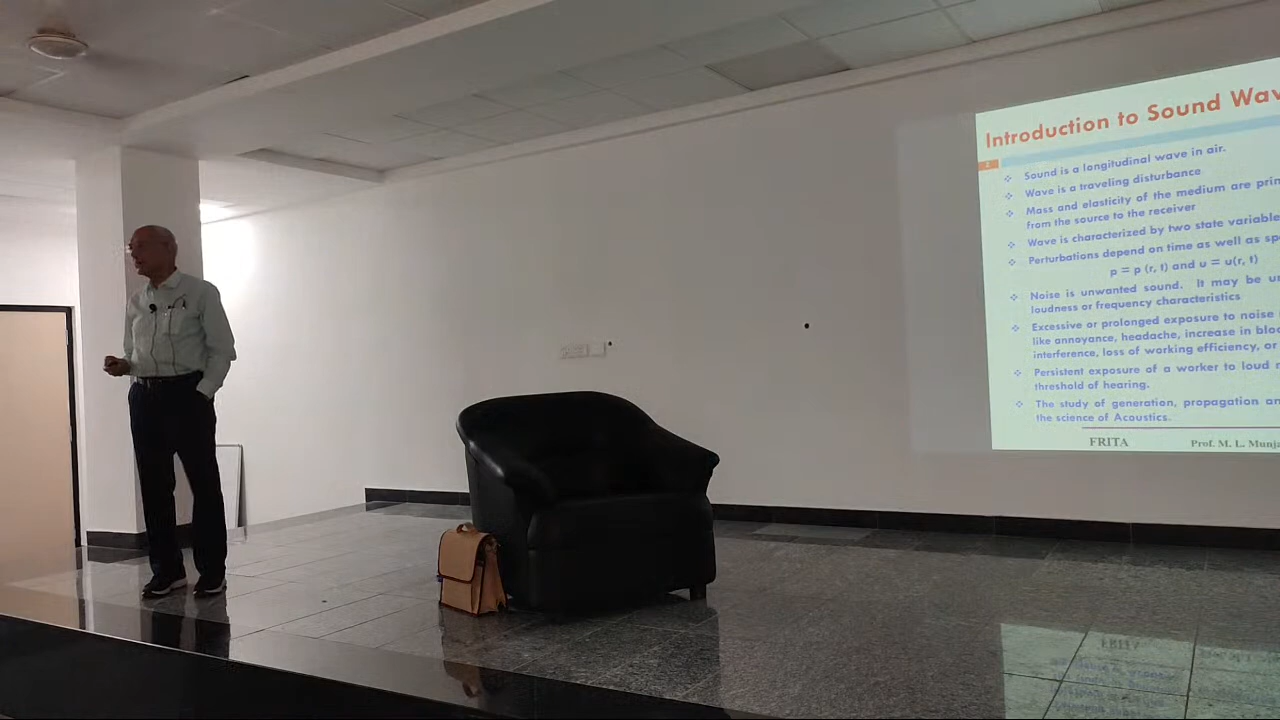 Introduction to Sound Wav
2
Sound is a longitudinal wave in air.
Wave is a traveling disturbance
Mass and elasticity of the medium are prin
from the source to the receiver
Wave is characterized by two state variable
Perturbations depend on time as well as sp
p = p (r, t) and u = u(r, t)
Noise is unwanted sound. It may be un
loudness or frequency characteristics
Excessive or prolonged exposure to noise
like annoyance, headache, increase in bloo
interference, loss of working efficiency, or
Persistent exposure of a worker to loud n
threshold of hearing.
The study of generation, propagation an
the science of Acoustics.
FRITA Prof. M. L. Munja